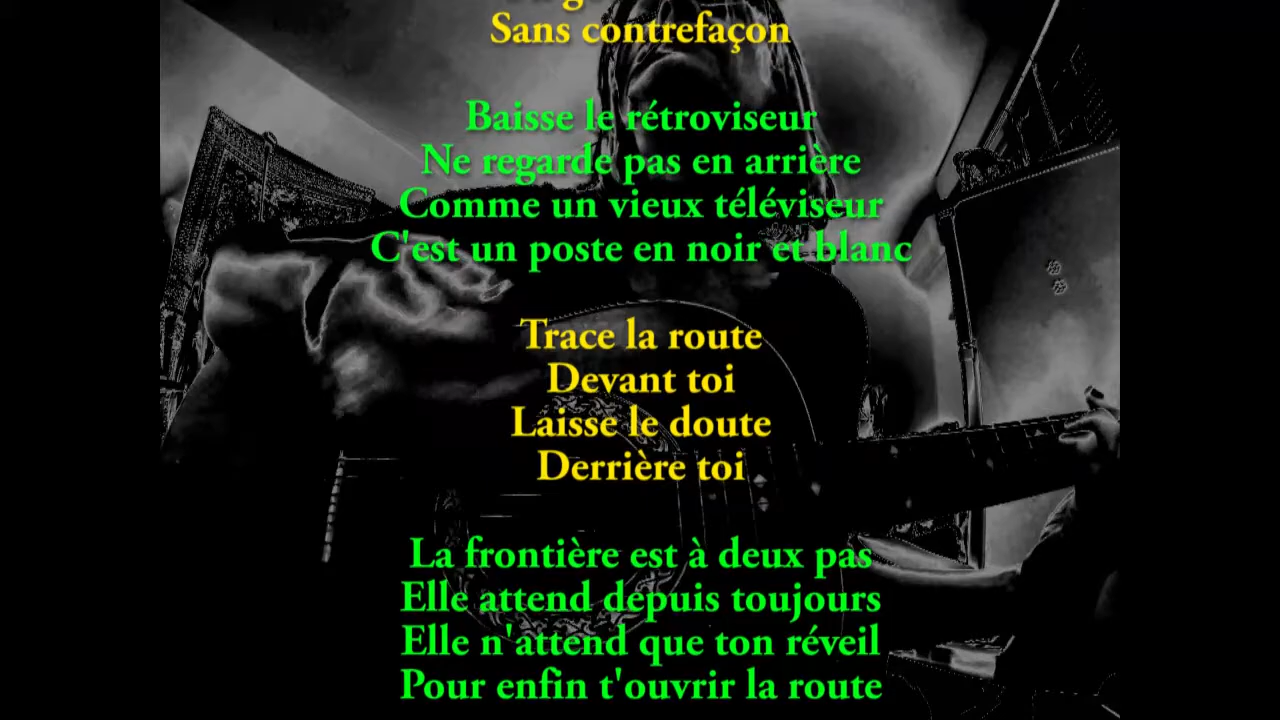 Sans contrefaçon
Baisse le rétroviseur
Ne regarde pas en arrière
Comme un vieux téléviseur
C'est un poste en noir et blanc
Trace la route
Devant toi
Laisse le doute
Derrière toi
La frontière est à deux pas
Elle attend depuis toujours
Elle n'attend que ton réveil
Pour enfin t'ouvrir la route